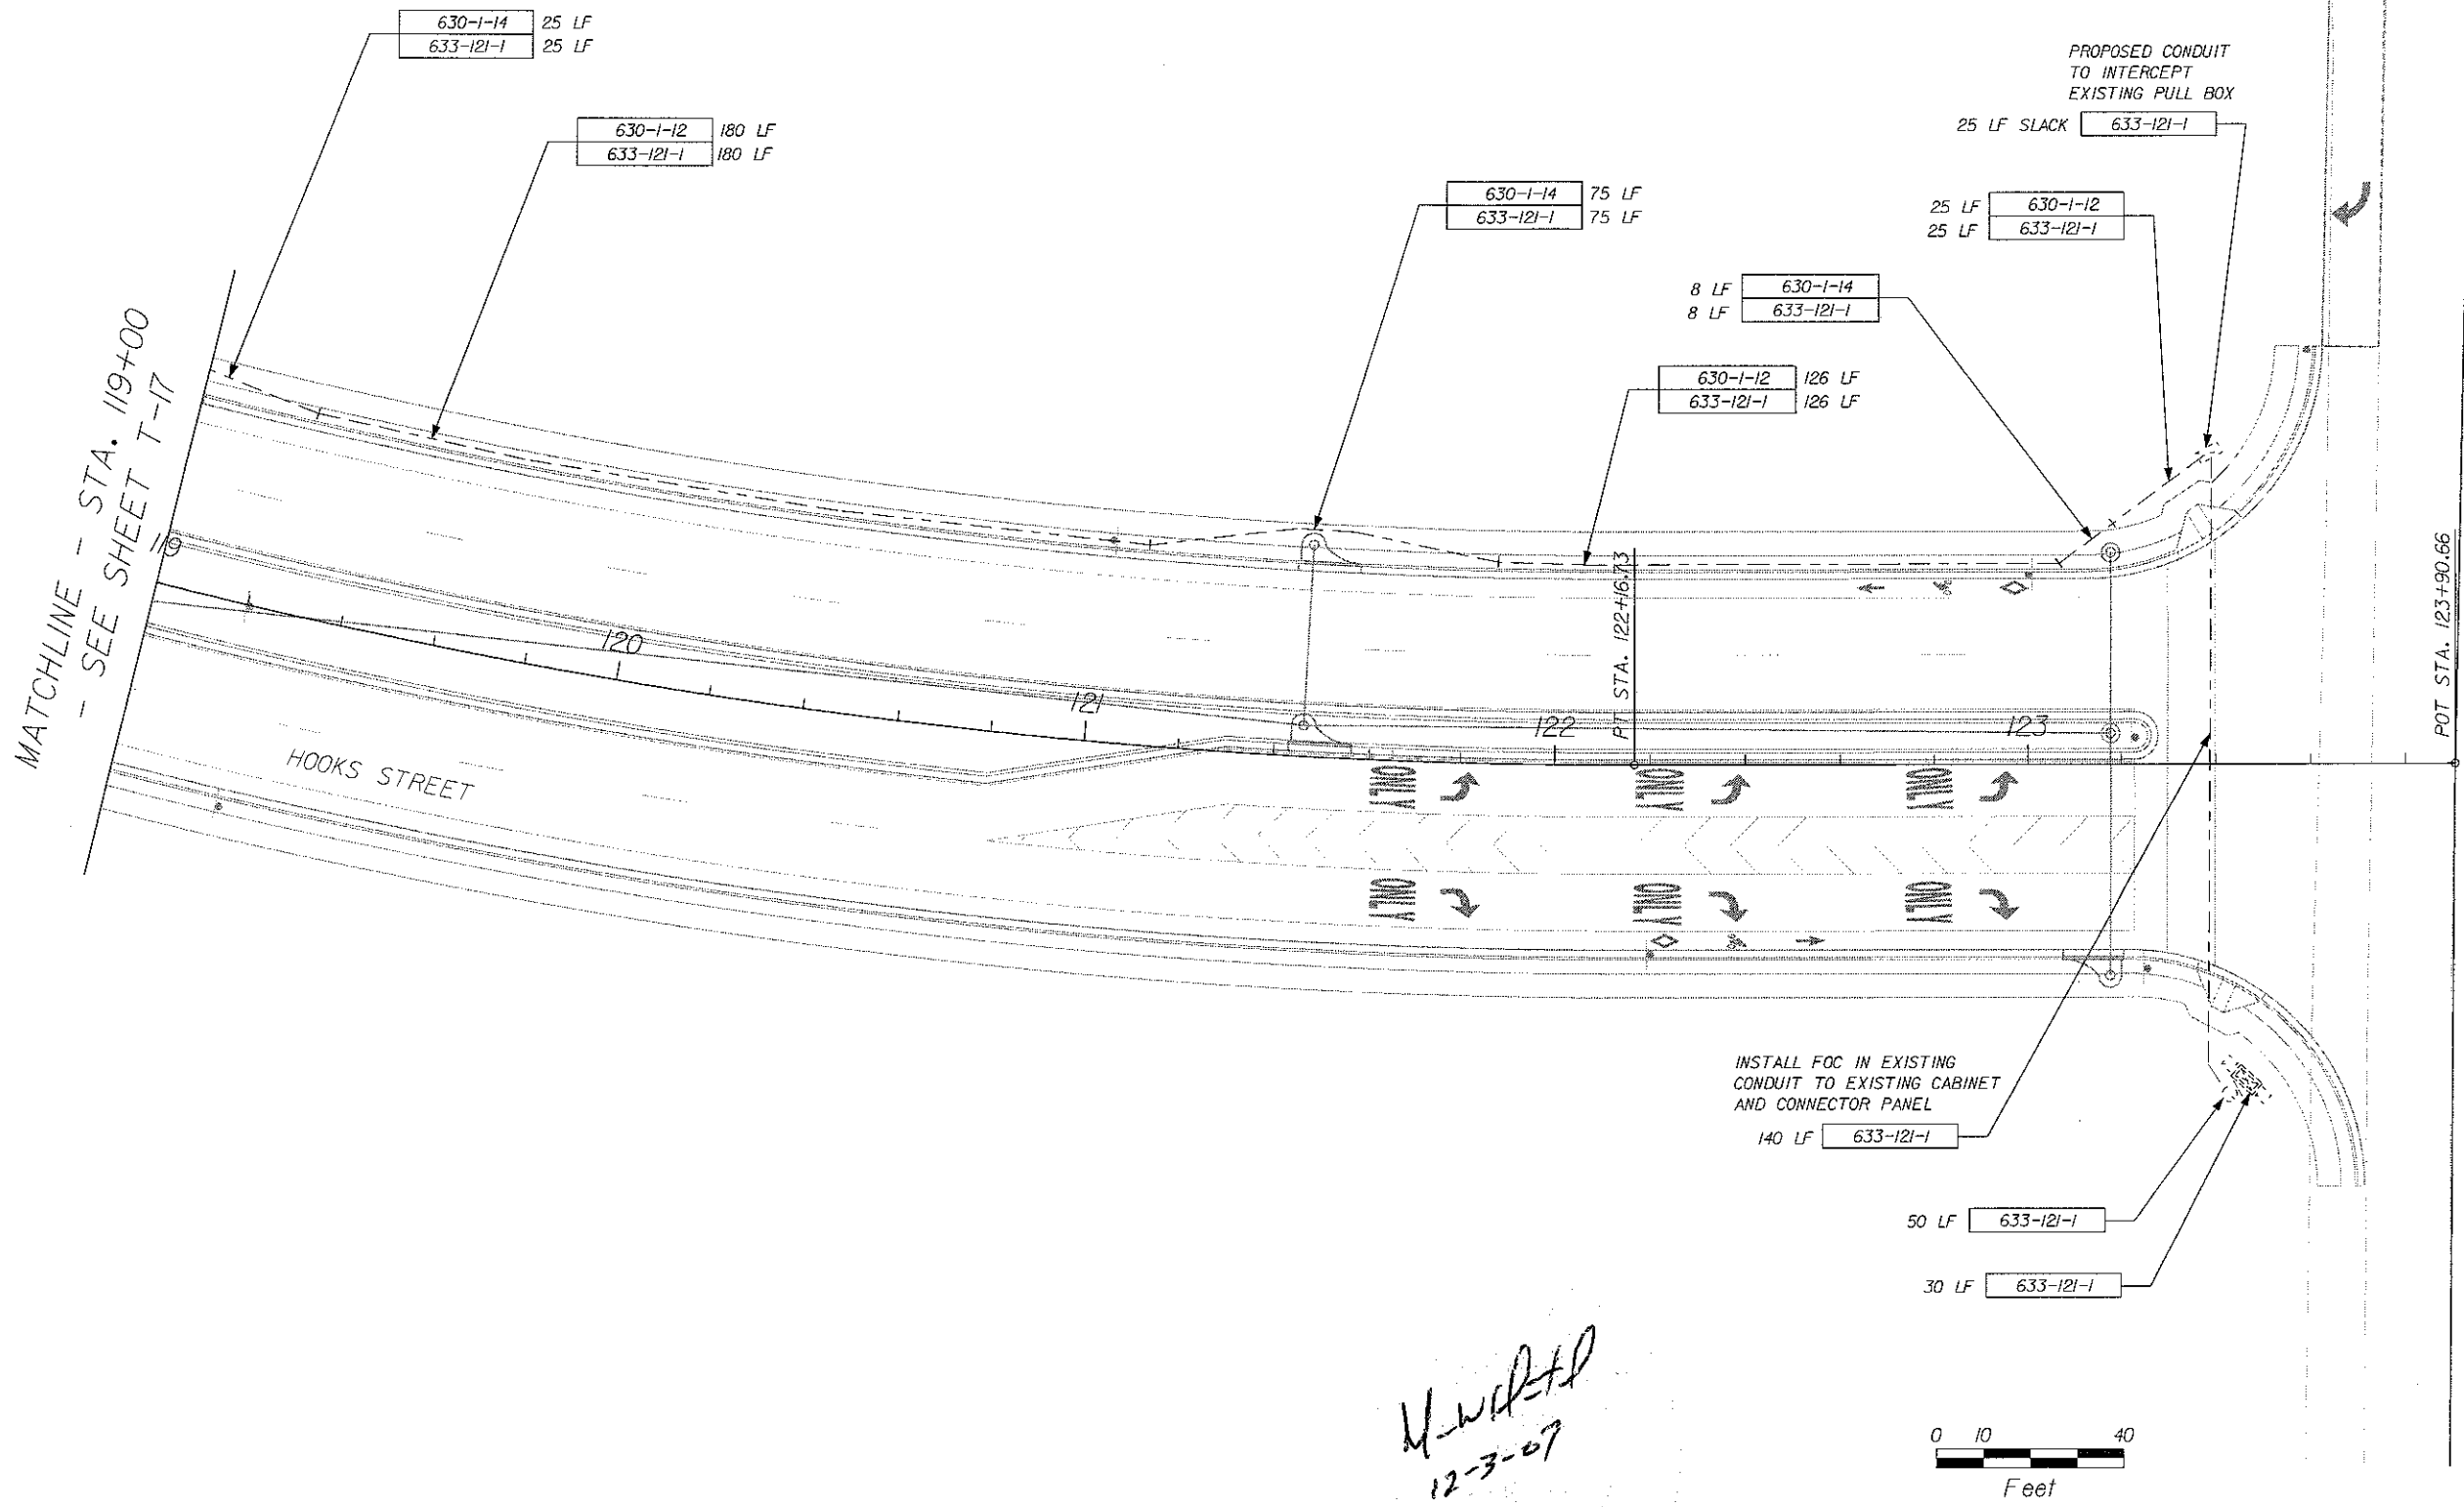 630-1-14 25 LF
633-121-1 25 LF
630-1-12 180 LF
633-121-1 180 LF
630-1-14 75 LF
633-121-1 75 LF
PROPOSED CONDUIT
TO INTERCEPT
EXISTING PULL BOX
25 LF SLACK 633-121-1
25 LF 630-1-12
25 LF 633-121-1
8 LF 630-1-14
8 LF 633-121-1
630-1-12 126 LF
633-121-1 126 LF
MATCHLINE - STA. 119+00
- SEE SHEET T-17
119
120
121
122
123
PT STA. 122+16.73
POT STA. 123+90.66
HOOKS STREET
ONLY
ONLY
ONLY
ONLY
ONLY
ONLY
INSTALL FOC IN EXISTING
CONDUIT TO EXISTING CABINET
AND CONNECTOR PANEL
140 LF 633-121-1
50 LF 633-121-1
30 LF 633-121-1
12-3-07
0 10 40
Feet